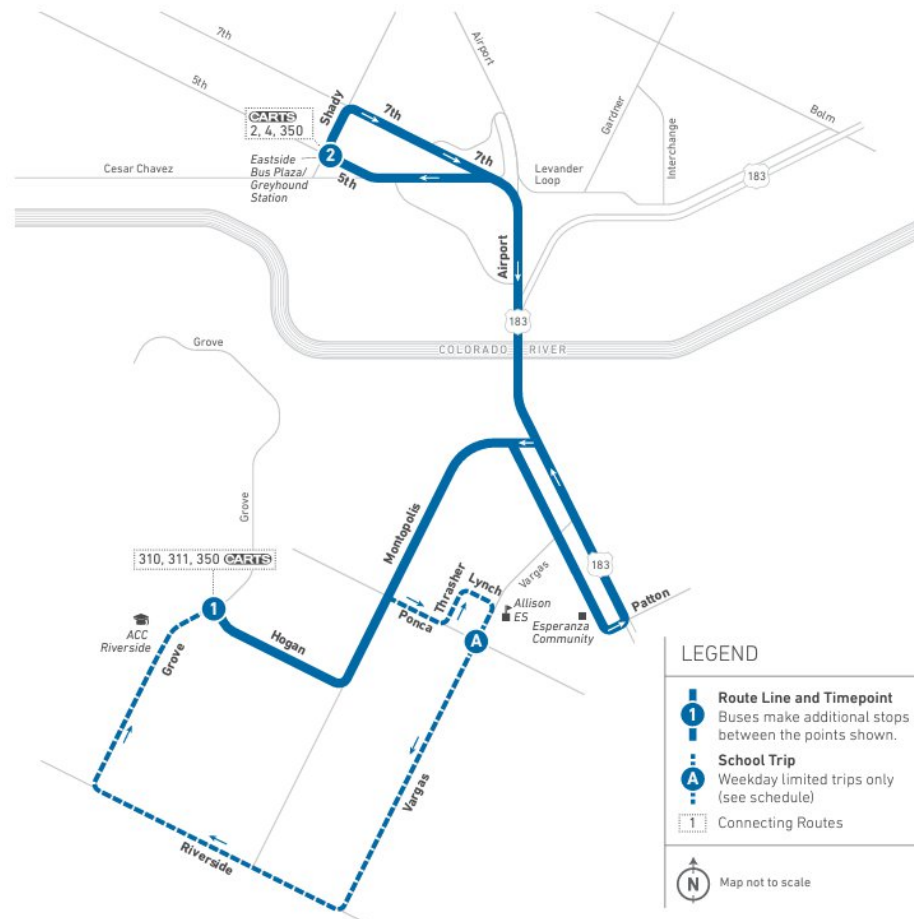 7th
Airport
5th
Shady
7th
CARTS
2, 4, 350
Gardner
Bolm
Interchange
2
Eastside
Bus Plaza/
Greyhound
Station
Cesar Chavez
5th
7th
Levander
Loop
183
Airport
183
COLORADO RIVER
Grove
Grove
Montopolis
310, 311, 350 CARTS
1
ACC
Riverside
Grove
Hogan
Ponca
Thrasher
Lynch
Vargas
Allison
ES
Esperanza
Community
183
Patton
A
Vargas
Riverside
LEGEND
1
Route Line and Timepoint
Buses make additional stops
between the points shown.
A
School Trip
Weekday limited trips only
(see schedule)
1 Connecting Routes
N
Map not to scale